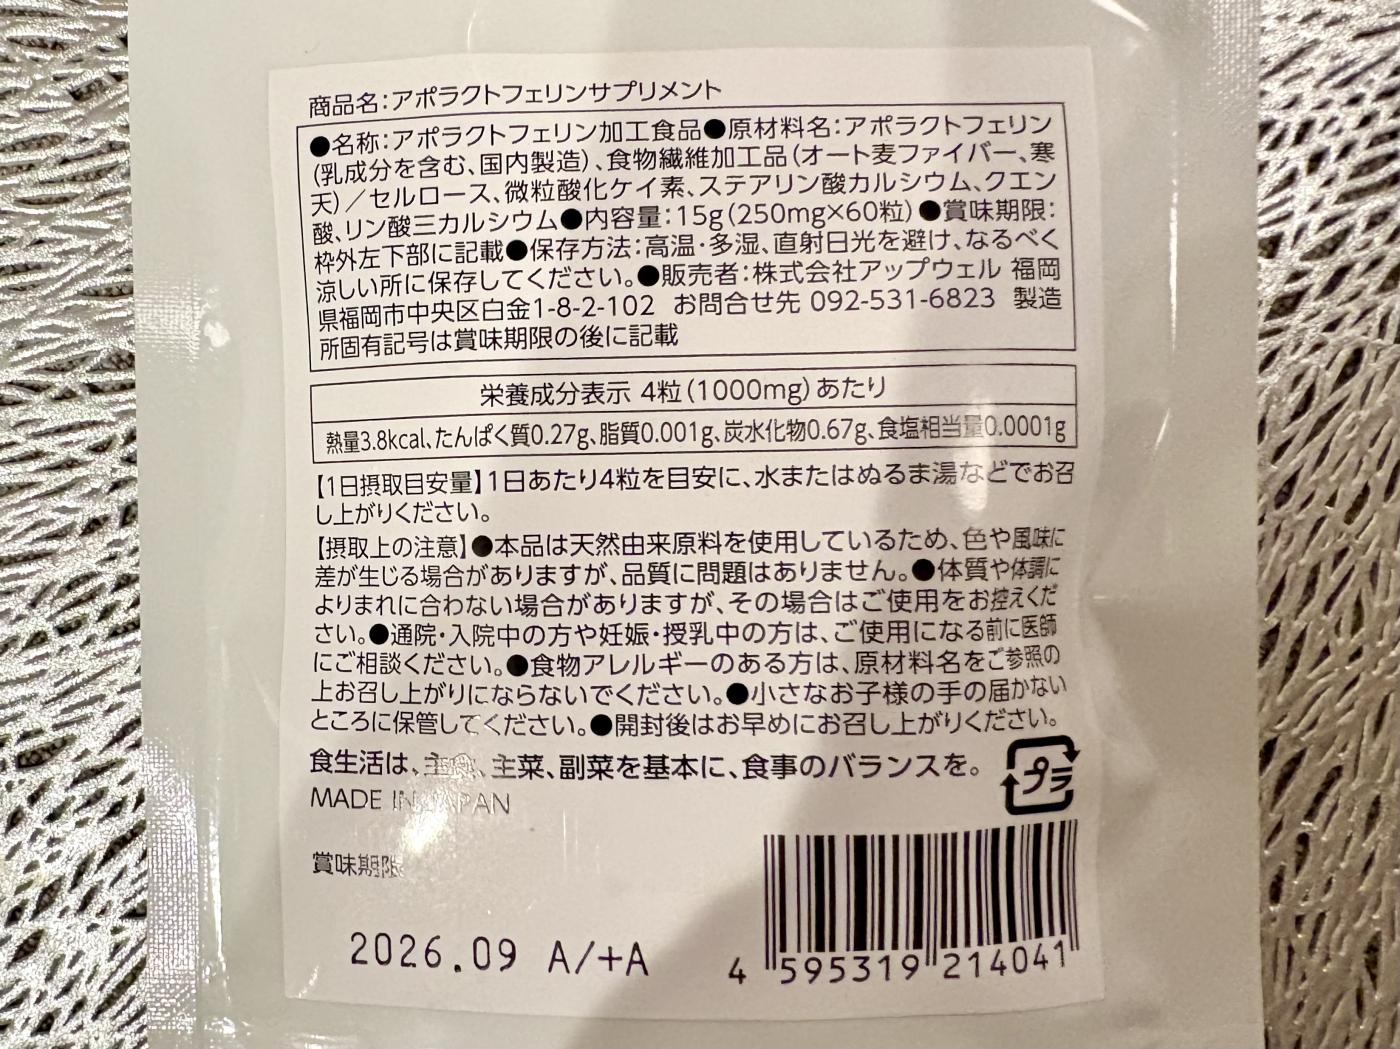 商品名：アポラクトフェリンサプリメント
●名称：アポラクトフェリン加工食品●原材料名：アポラクトフェリン
（乳成分を含む、国内製造）、食物繊維加工品（オート麦ファイバー、寒
天）／セルロース、微粒酸化ケイ素、ステアリン酸カルシウム、クエン
酸、リン酸三カルシウム●内容量：15g（250mg×60粒）●賞味期限：
枠外左下部に記載●保存方法：高温・多湿、直射日光を避け、なるべく
涼しい所に保存してください。●販売者：株式会社アップウェル 福岡
県福岡市中央区白金1-8-2-102 お問合せ先 092-531-6823 製造
所固有記号は賞味期限の後に記載
栄養成分表示 4粒（1000mg）あたり
熱量3.8kcal、たんぱく質0.27g、脂質0.001g、炭水化物0.67g、食塩相当量0.0001g
【1日摂取目安量】1日あたり4粒を目安に、水またはぬるま湯などでお召
し上がりください。
【摂取上の注意】●本品は天然由来原料を使用しているため、色や風味に
差が生じる場合がありますが、品質に問題はありません。●体質や体調に
よりまれに合わない場合がありますが、その場合はご使用をお控えくだ
さい。●通院・入院中の方や妊娠・授乳中の方は、ご使用になる前に医師
にご相談ください。●食物アレルギーのある方は、原材料名をご参照の
上お召し上がりにならないでください。●小さなお子様の手の届かない
ところに保管してください。●開封後はお早めにお召し上がりください。
食生活は、主食、主菜、副菜を基本に、食事のバランスを。
プラ
MADE IN JAPAN
賞味期限
2026.09 A/+A
4 595319 214041